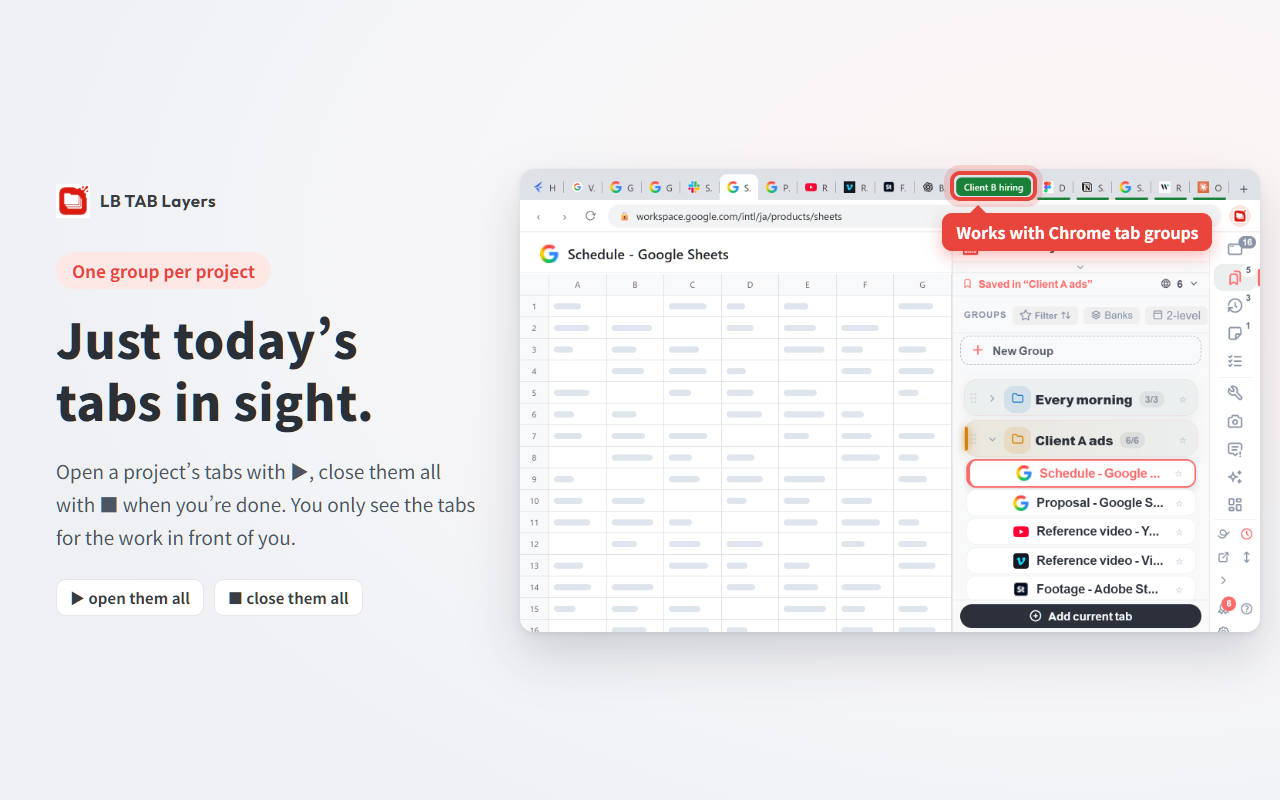 LB TAB Layers
One group per project
Just today’s
tabs in sight.
Open a project’s tabs with ▶, close them all
with ■ when you’re done. You only see the tabs
for the work in front of you.
▶ open them all
■ close them all
H V. G G S. S. P. R V R. St F. B Client B hiring D S. S. W R O +
workspace.google.com/intl/ja/products/sheets
Works with Chrome tab groups
Schedule - Google Sheets
A B C D E F G
1
2
3
4
5
6
7
8
9
10
11
12
13
14
15
16
Saved in “Client A ads” 6
GROUPS Filter Banks 2-level
+ New Group
Every morning 3/3
Client A ads 6/6
Schedule - Google ...
Proposal - Google S...
Reference video - Y...
Reference video - Vi...
St Footage - Adobe St...
Add current tab
16
5
3
1
6